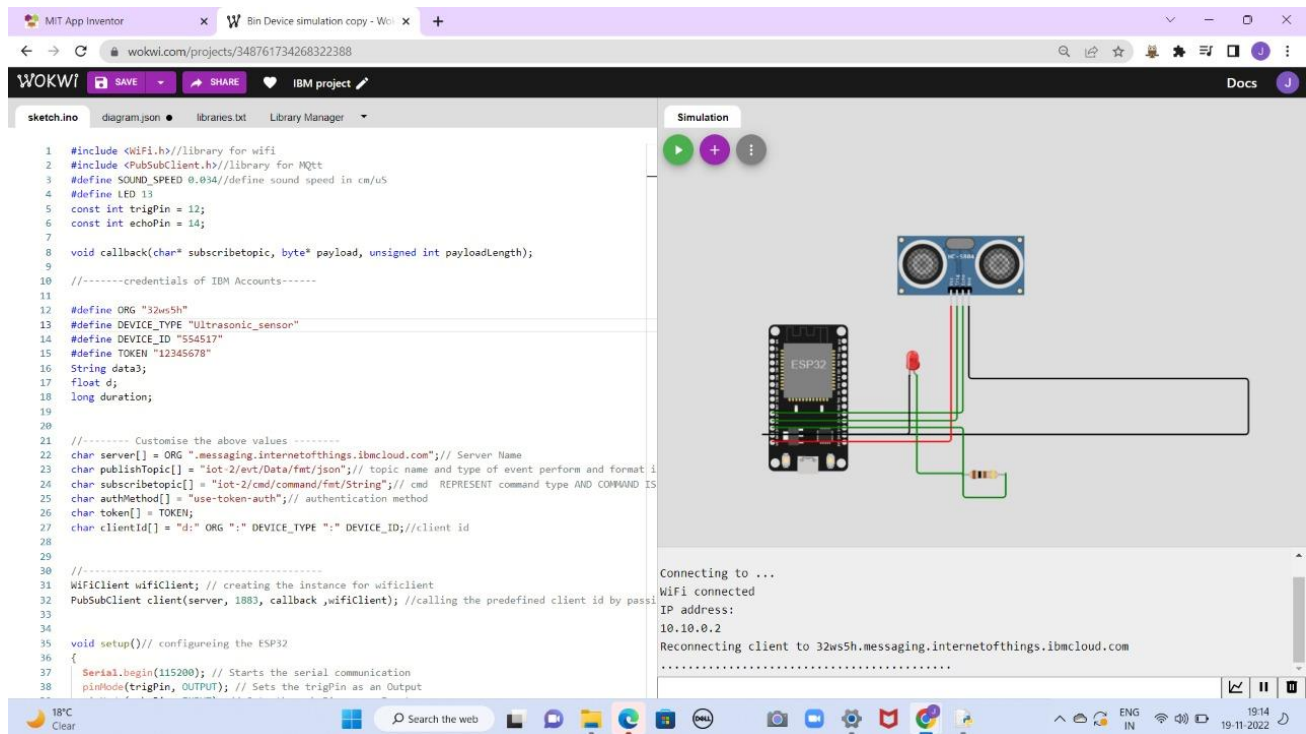 MIT App Inventor
Bin Device simulation copy - Wok
wokwi.com/projects/348761734268322388
WOKWi SAVE SHARE IBM project Docs J
sketch.ino diagram.json libraries.txt Library Manager
Simulation
1 #include <WiFi.h>//library for wifi
2 #include <PubSubClient.h>//library for MQtt
3 #define SOUND_SPEED 0.034//define sound speed in cm/uS
4 #define LED 13
5 const int trigPin = 12;
6 const int echoPin = 14;
7
8 void callback(char* subscribetopic, byte* payload, unsigned int payloadLength);
9
10 //-------credentials of IBM Accounts------
11
12 #define ORG "32ws5h"
13 #define DEVICE_TYPE "Ultrasonic_sensor"
14 #define DEVICE_ID "554517"
15 #define TOKEN "12345678"
16 String data3;
17 float d;
18 long duration;
19
20
21 //-------- Customise the above values --------
22 char server[] = ORG ".messaging.internetofthings.ibmcloud.com";// Server Name
23 char publishTopic[] = "iot-2/evt/Data/fmt/json";// topic name and type of event perform and format i
24 char subscribetopic[] = "iot-2/cmd/command/fmt/String";// cmd  REPRESENT command type AND COMMAND IS
25 char authMethod[] = "use-token-auth";// authentication method
26 char token[] = TOKEN;
27 char clientId[] = "d:" ORG ":" DEVICE_TYPE ":" DEVICE_ID;//client id
28
29
30 //---------------------------------------
31 WiFiClient wifiClient; // creating the instance for wificlient
32 PubSubClient client(server, 1883, callback ,wifiClient); //calling the predefined client id by passi
33
34
35 void setup()// configureing the ESP32
36 {
37 Serial.begin(115200); // Starts the serial communication
38 pinMode(trigPin, OUTPUT); // Sets the trigPin as an Output
HC-SR04
ESP32
Connecting to ...
WiFi connected
IP address:
10.10.0.2
Reconnecting client to 32ws5h.messaging.internetofthings.ibmcloud.com
..........................................
18°C
Clear
Search the web
DELL
ENG
IN
19:14
19-11-2022